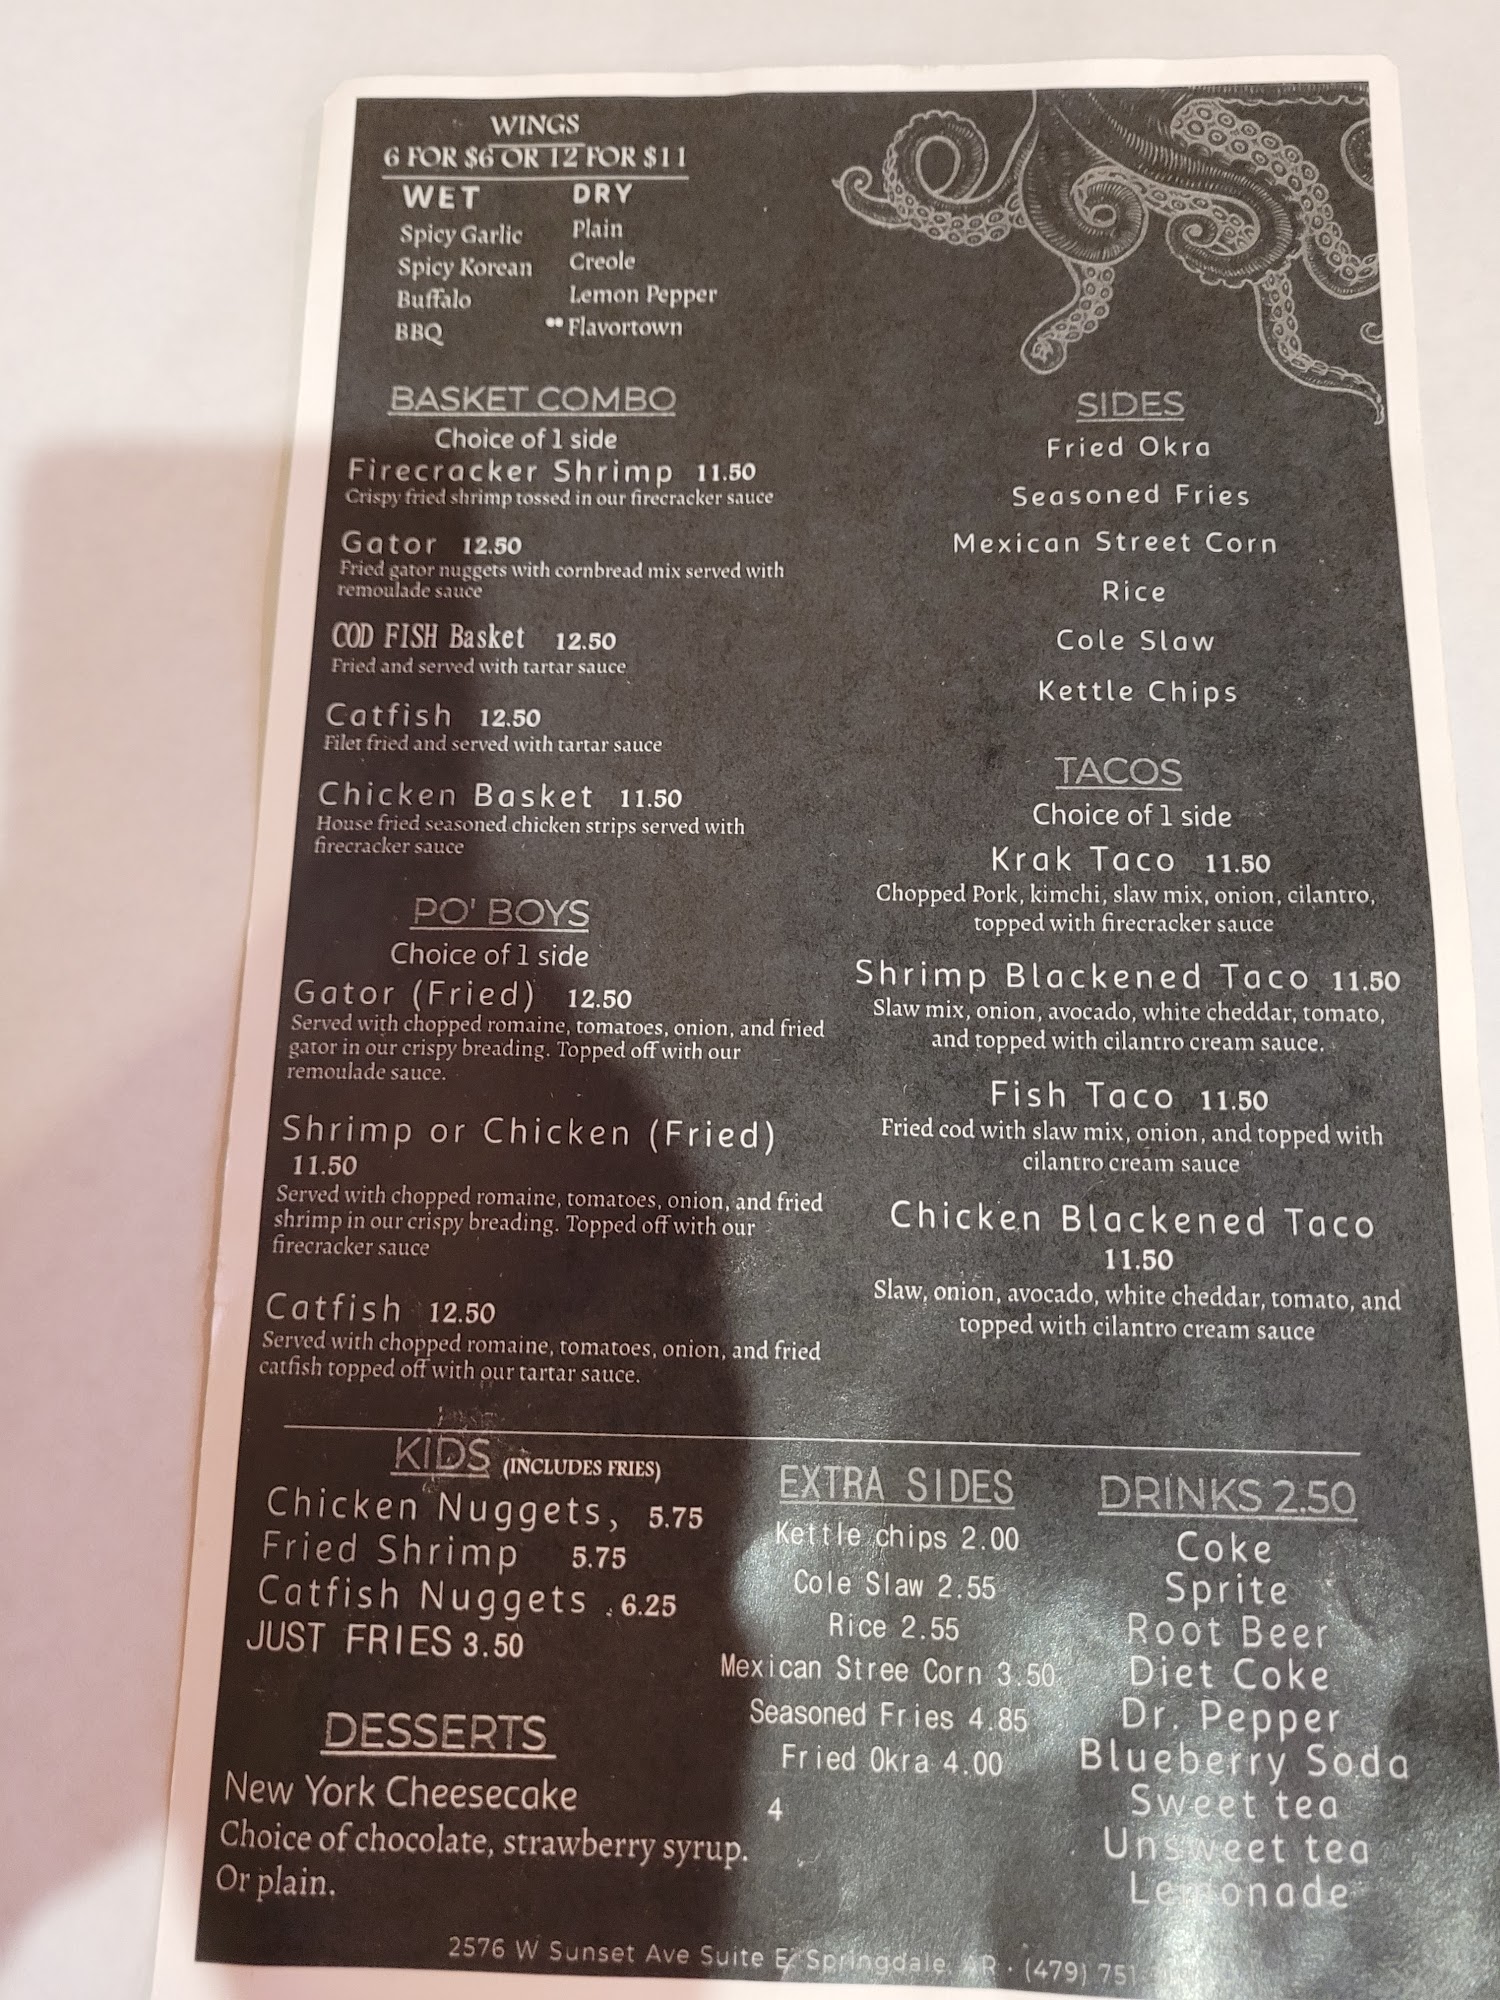 WINGS
6 FOR $6 OR 12 FOR $11
WET
Spicy Garlic
Spicy Korean
Buffalo
BBQ
DRY
Plain
Creole
Lemon Pepper
** Flavortown
BASKET COMBO
Choice of 1 side
Firecracker Shrimp 11.50
Crispy fried shrimp tossed in our firecracker sauce
Gator 12.50
Fried gator nuggets with cornbread mix served with
remoulade sauce
COD FISH Basket 12.50
Fried and served with tartar sauce
Catfish 12.50
Filet fried and served with tartar sauce
Chicken Basket 11.50
House fried seasoned chicken strips served with
firecracker sauce
PO' BOYS
Choice of 1 side
Gator (Fried) 12.50
Served with chopped romaine, tomatoes, onion, and fried
gator in our crispy breading. Topped off with our
remoulade sauce.
Shrimp or Chicken (Fried)
11.50
Served with chopped romaine, tomatoes, onion, and fried
shrimp in our crispy breading. Topped off with our
firecracker sauce
Catfish 12.50
Served with chopped romaine, tomatoes, onion, and fried
catfish topped off with our tartar sauce.
SIDES
Fried Okra
Seasoned Fries
Mexican Street Corn
Rice
Cole Slaw
Kettle Chips
TACOS
Choice of 1 side
Krak Taco 11.50
Chopped Pork, kimchi, slaw mix, onion, cilantro,
topped with firecracker sauce
Shrimp Blackened Taco 11.50
Slaw mix, onion, avocado, white cheddar, tomato,
and topped with cilantro cream sauce.
Fish Taco 11.50
Fried cod with slaw mix, onion, and topped with
cilantro cream sauce
Chicken Blackened Taco
11.50
Slaw, onion, avocado, white cheddar, tomato, and
topped with cilantro cream sauce
KIDS (INCLUDES FRIES)
Chicken Nuggets, 5.75
Fried Shrimp 5.75
Catfish Nuggets . 6.25
JUST FRIES 3.50
DESSERTS
New York Cheesecake 4
Choice of chocolate, strawberry syrup.
Or plain.
EXTRA SIDES
Kettle chips 2.00
Cole Slaw 2.55
Rice 2.55
Mexican Stree Corn 3.50
Seasoned Fries 4.85
Fried Okra 4.00
DRINKS 2.50
Coke
Sprite
Root Beer
Diet Coke
Dr. Pepper
Blueberry Soda
Sweet tea
Unsweet tea
Lemonade
2576 W Sunset Ave Suite E, Springdale, AR · (479) 751